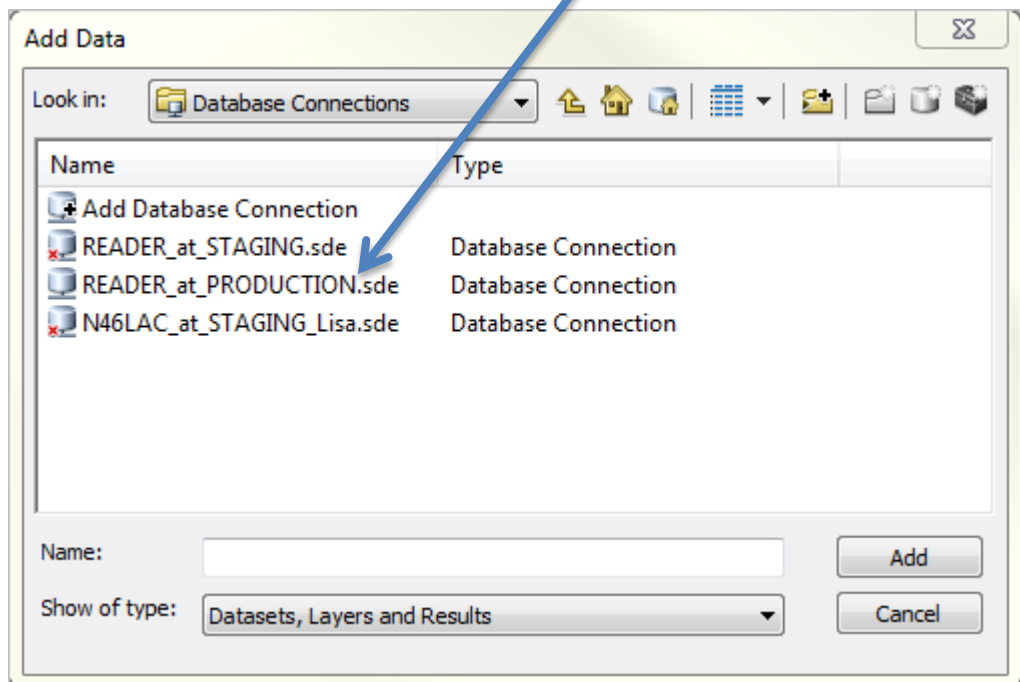 Add Data
Look in: Database Connections
Name Type
Add Database Connection
READER_at_STAGING.sde Database Connection
READER_at_PRODUCTION.sde Database Connection
N46LAC_at_STAGING_Lisa.sde Database Connection
Name: Add
Show of type: Datasets, Layers and Results Cancel